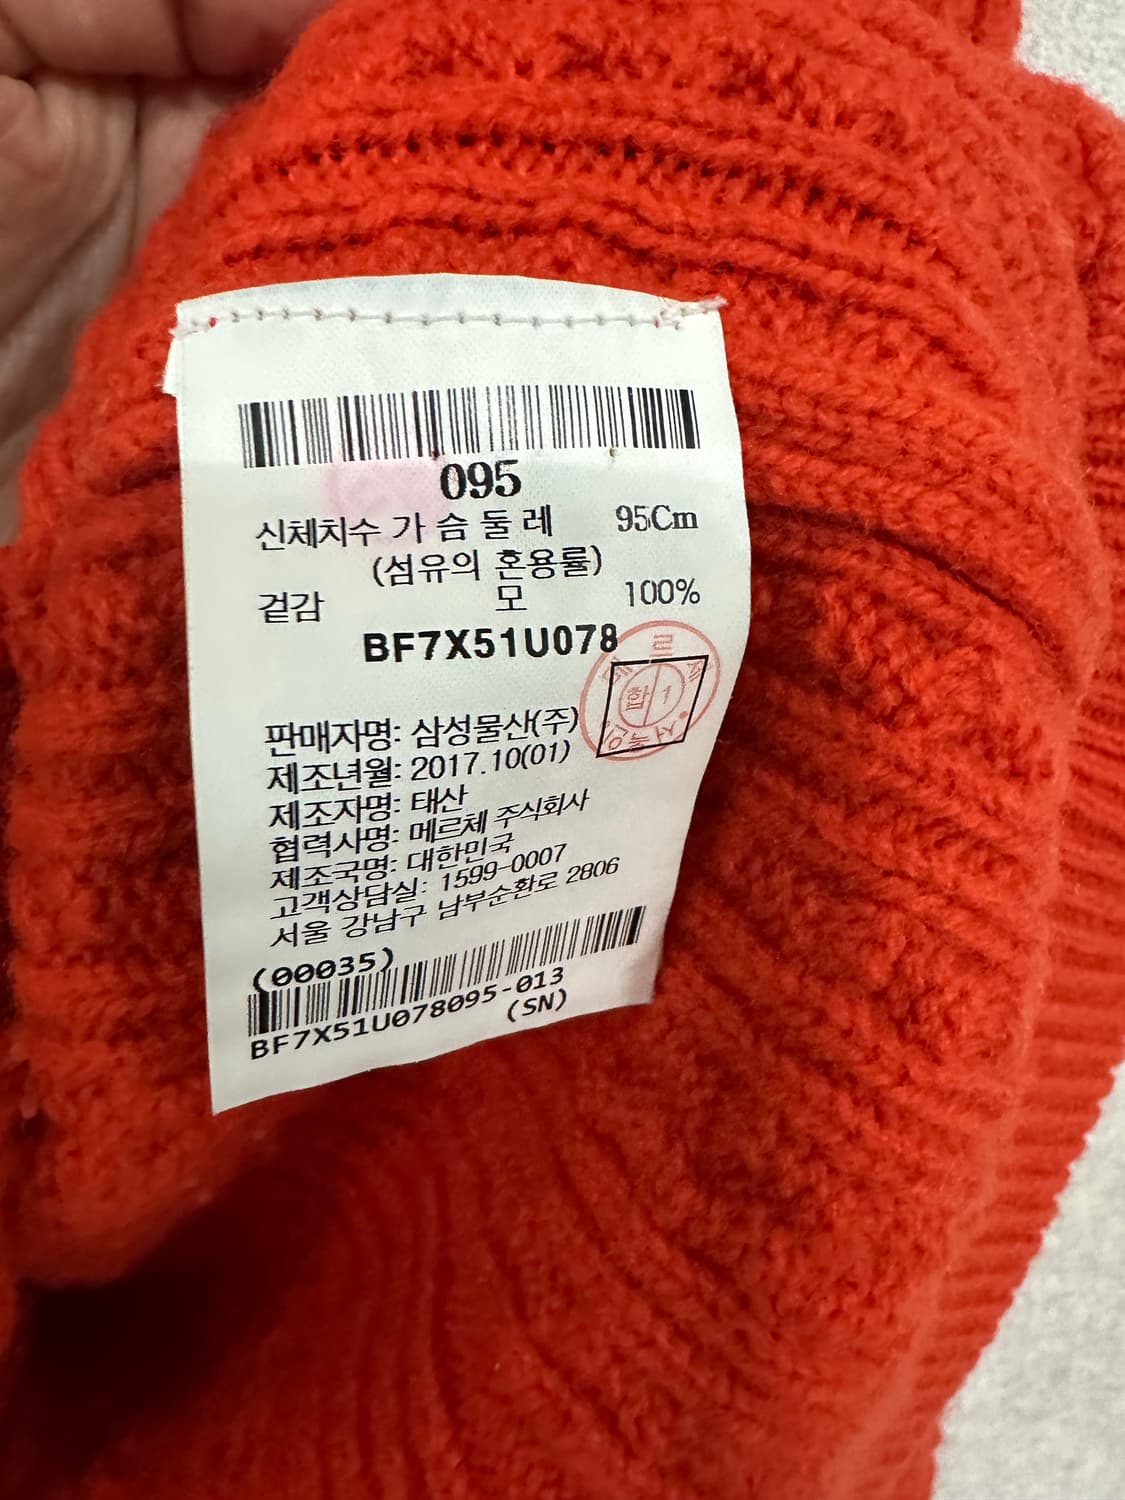 095
신체치수 가 슴 둘 레 95Cm
(섬유의 혼용률)
겉감 모 100%
BF7X51U078
판매자명: 삼성물산(주)
제조년월: 2017.10(01)
제조자명: 태산
협력사명: 메르체 주식회사
제조국명: 대한민국
고객상담실: 1599-0007
서울 강남구 남부순환로 2806
(00035)
BF7X51U078095-013
(SN)